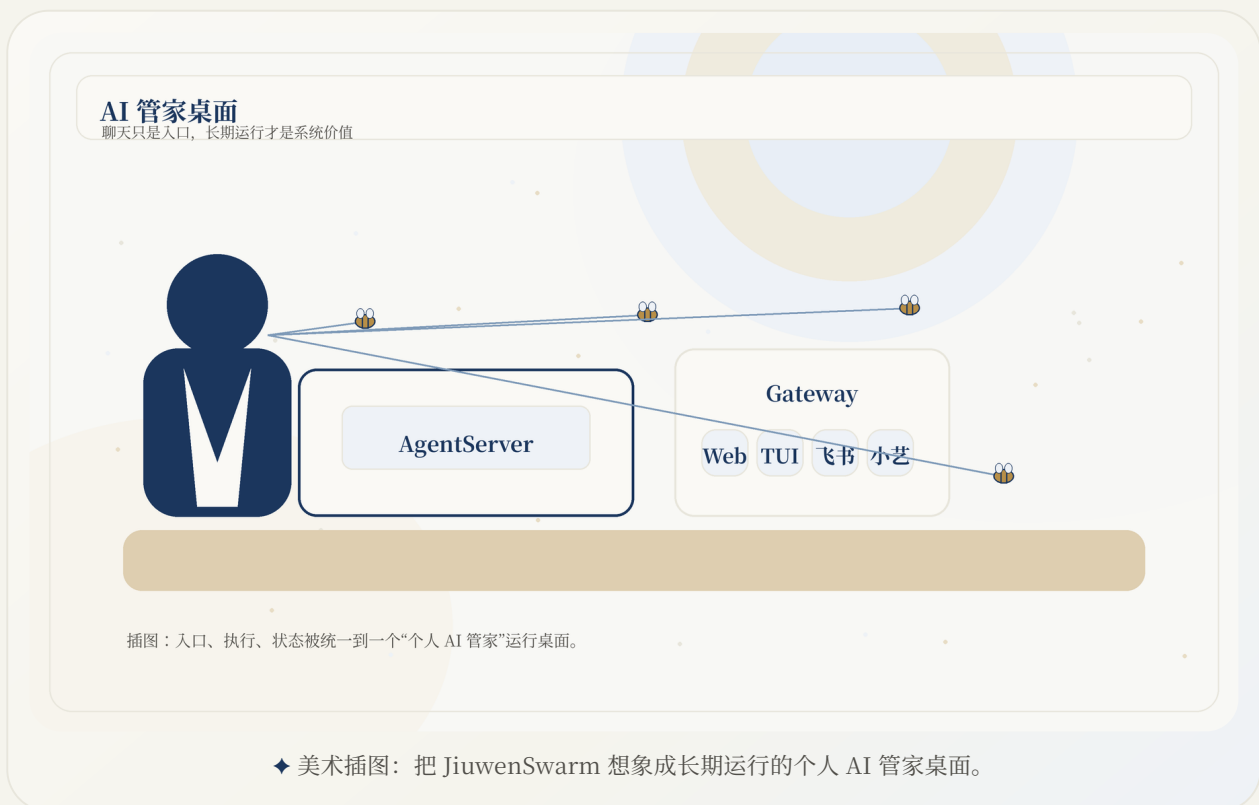 AI 管家桌面
聊天只是入口，长期运行才是系统价值
AgentServer
Gateway
Web TUI 飞书 小艺
插图：入口、执行、状态被统一到一个“个人 AI 管家”运行桌面。
✦ 美术插图：把 JiuwenSwarm 想象成长期运行的个人 AI 管家桌面。